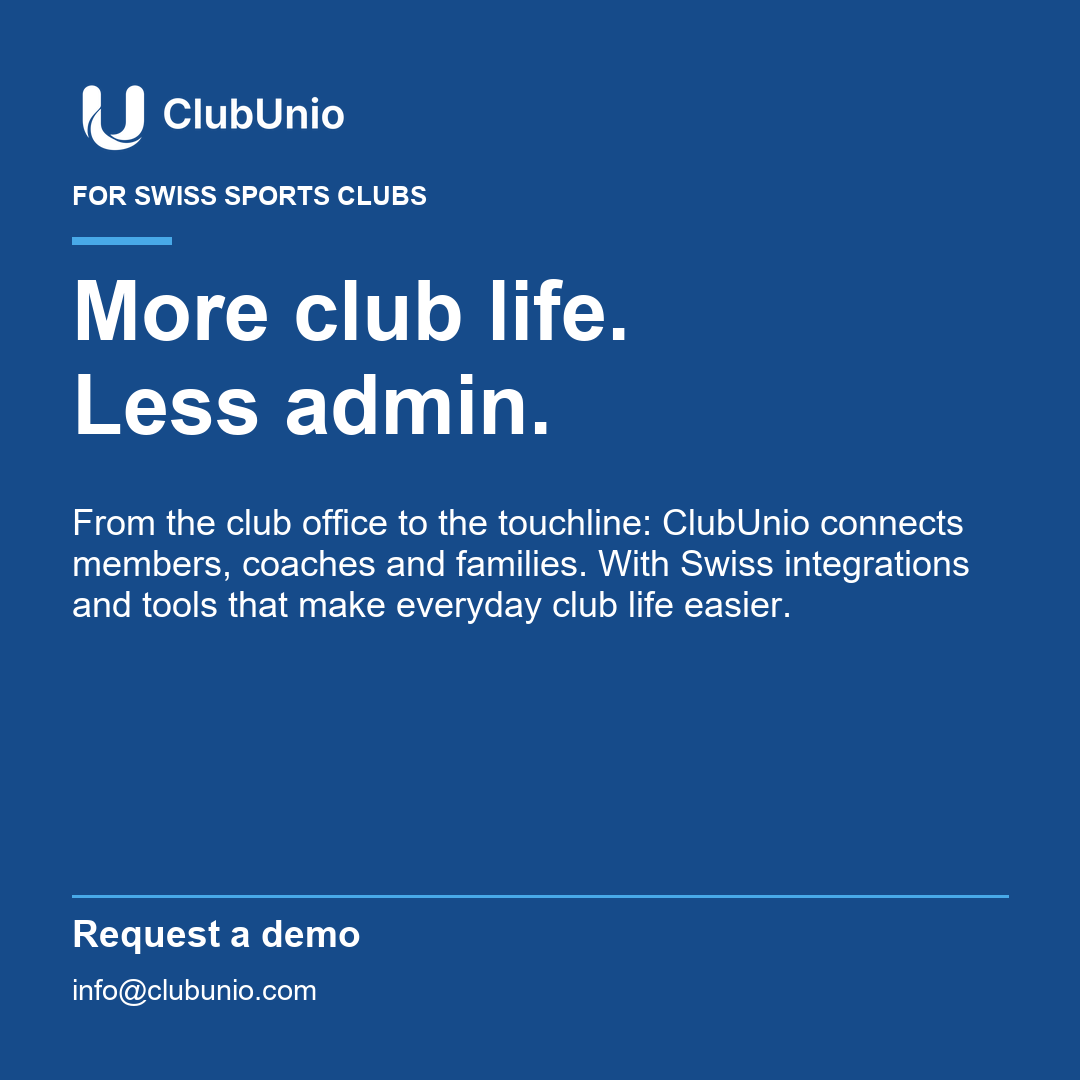 ClubUnio
FOR SWISS SPORTS CLUBS
More club life.
Less admin.
From the club office to the touchline: ClubUnio connects
members, coaches and families. With Swiss integrations
and tools that make everyday club life easier.
Request a demo
info@clubunio.com